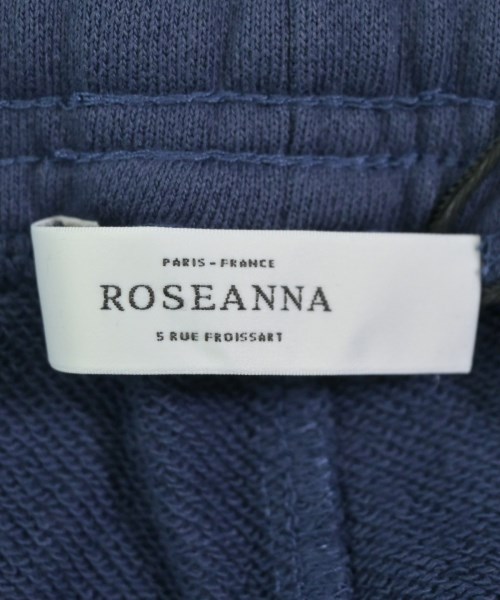 PARIS - FRANCE
ROSEANNA
5 RUE FROISSART